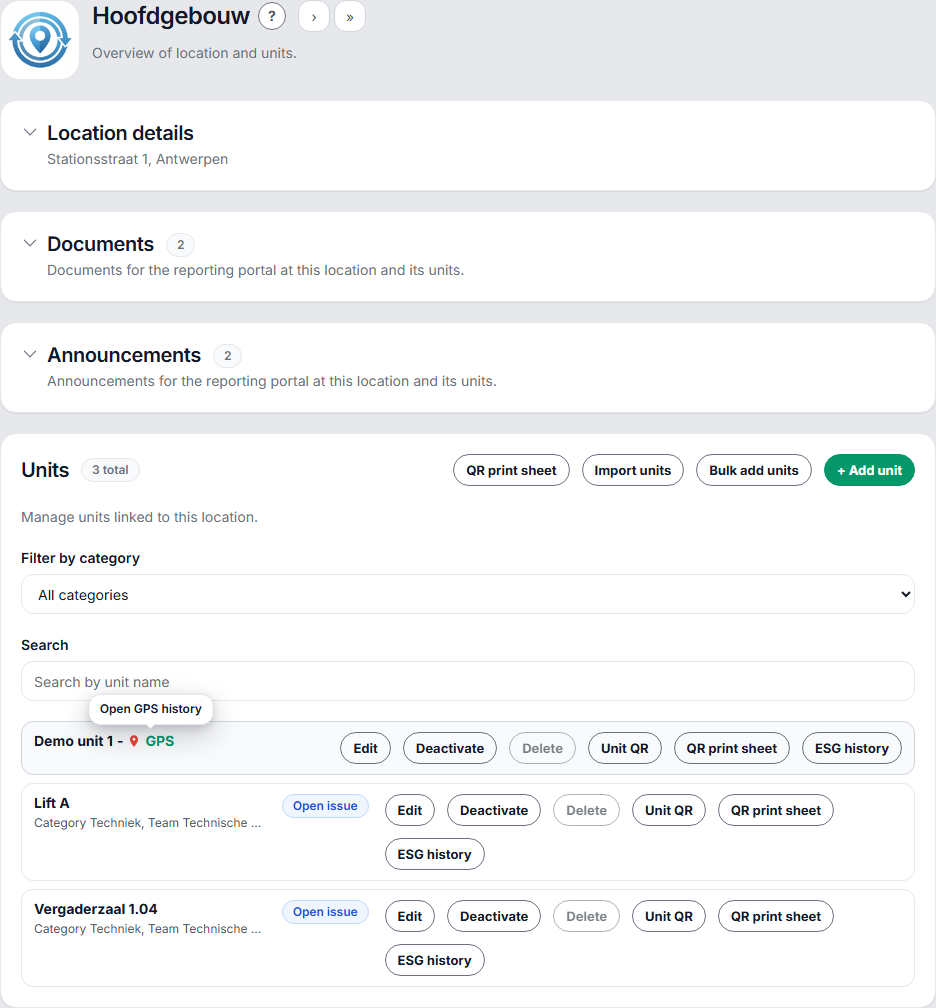 Hoofdgebouw ? › »
Overview of location and units.
Location details
Stationsstraat 1, Antwerpen
Documents 2
Documents for the reporting portal at this location and its units.
Announcements 2
Announcements for the reporting portal at this location and its units.
Units 3 total QR print sheet Import units Bulk add units + Add unit
Manage units linked to this location.
Filter by category
All categories
Search
Search by unit name
Open GPS history
Demo unit 1 - GPS Edit Deactivate Delete Unit QR QR print sheet ESG history
Lift A Open issue Edit Deactivate Delete Unit QR QR print sheet
Category Techniek, Team Technische ...
ESG history
Vergaderzaal 1.04 Open issue Edit Deactivate Delete Unit QR QR print sheet
Category Techniek, Team Technische ...
ESG history